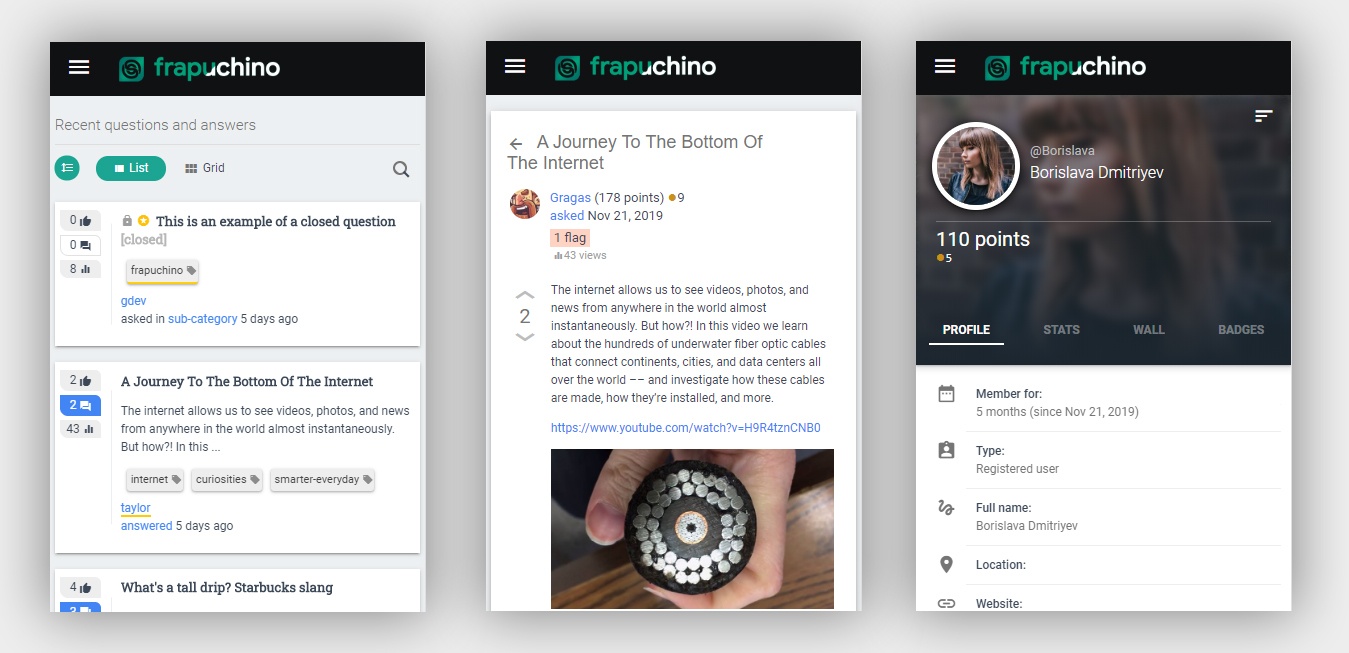 frapuchino
Recent questions and answers
List
Grid
0
This is an example of a closed question
[closed]
0
8
frapuchino
gdev
asked in sub-category 5 days ago
2
A Journey To The Bottom Of The Internet
2
The internet allows us to see videos, photos, and news
43
from anywhere in the world almost instantaneously.
But how?! In this ...
internet
curiosities
smarter-everyday
taylor
answered 5 days ago
4
What's a tall drip? Starbucks slang
frapuchino
A Journey To The Bottom Of
The Internet
Gragas (178 points) 9
asked Nov 21, 2019
1 flag
43 views
2
The internet allows us to see videos, photos, and
news from anywhere in the world almost
instantaneously. But how?! In this video we learn
about the hundreds of underwater fiber optic cables
that connect continents, cities, and data centers all
over the world –– and investigate how these cables
are made, how they're installed, and more.
https://www.youtube.com/watch?v=H9R4tznCNB0
frapuchino
@Borislava
Borislava Dmitriyev
110 points
5
PROFILE
STATS
WALL
BADGES
Member for:
5 months (since Nov 21, 2019)
Type:
Registered user
Full name:
Borislava Dmitriyev
Location:
Website: